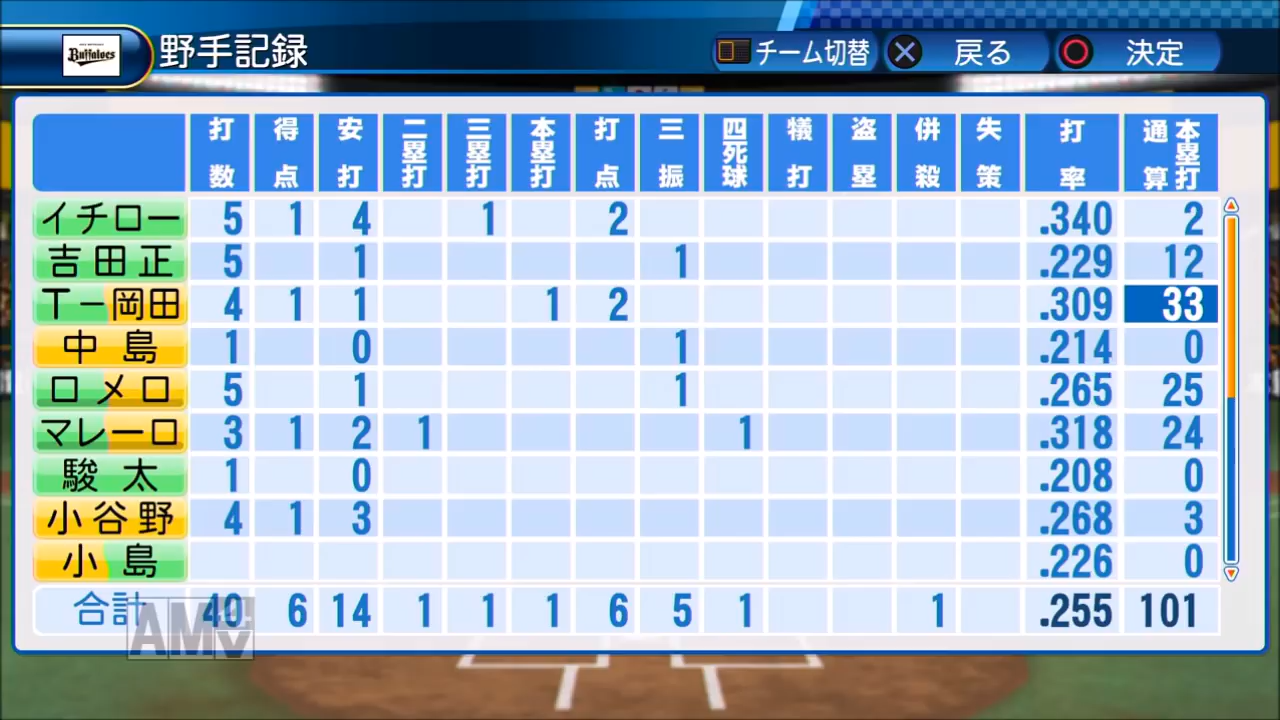 Buffaloes 野手記録 チーム切替 戻る 決定
打数 得点 安打 二塁打 三塁打 本塁打 打点 三振 四死球 犠打 盗塁 併殺 失策 打率 通算本塁打
イチロー 5 1 4 1 2 .340 2
吉田正 5 1 1 .229 12
T－岡田 4 1 1 1 2 .309 33
中島 1 0 1 .214 0
ロメロ 5 1 1 .265 25
マレーロ 3 1 2 1 1 .318 24
駿太 1 0 .208 0
小谷野 4 1 3 .268 3
小島 .226 0
合計 40 6 14 1 1 1 6 5 1 1 .255 101
AMV